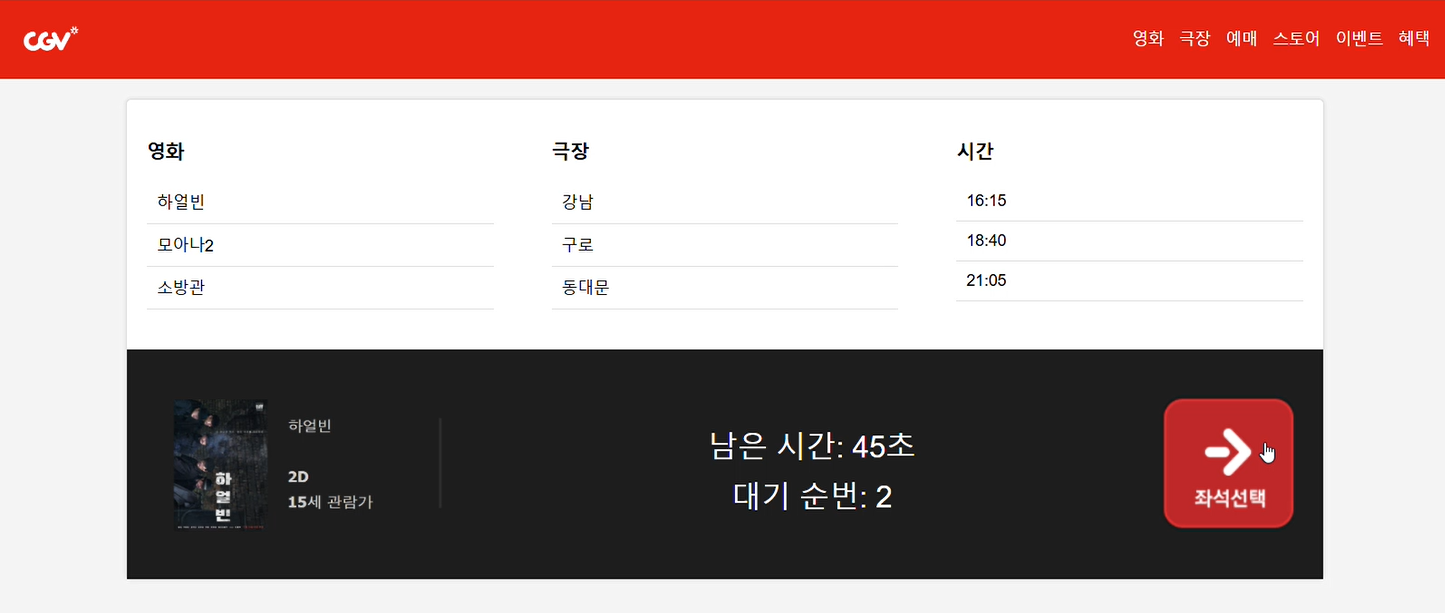 CGV
영화 극장 예매 스토어 이벤트 혜택
영화
하얼빈
모아나2
소방관
극장
강남
구로
동대문
시간
16:15
18:40
21:05
하얼빈
하얼빈
2D
15세 관람가
남은 시간: 45초
대기 순번: 2
좌석선택